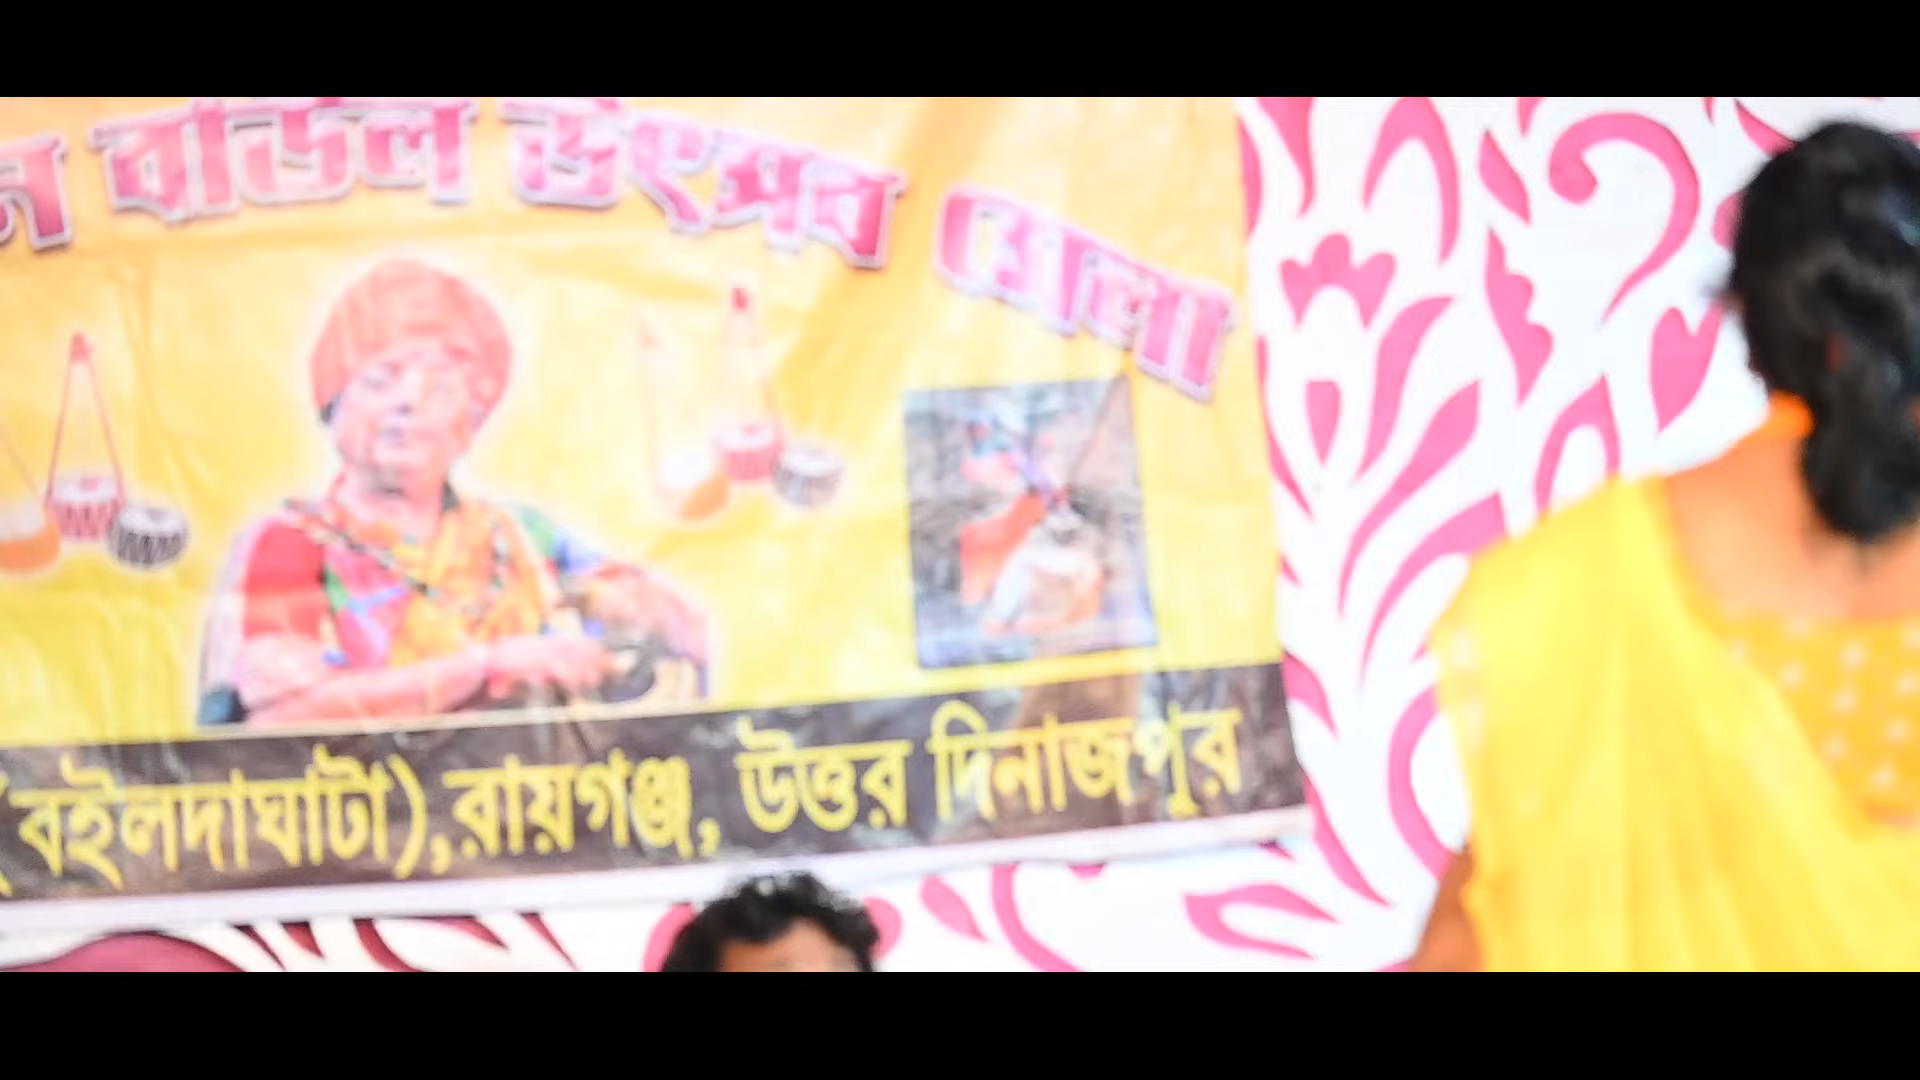 বাউল উৎসব মেলা
(বইলদাঘাটা),রায়গঞ্জ, উত্তর দিনাজপুর